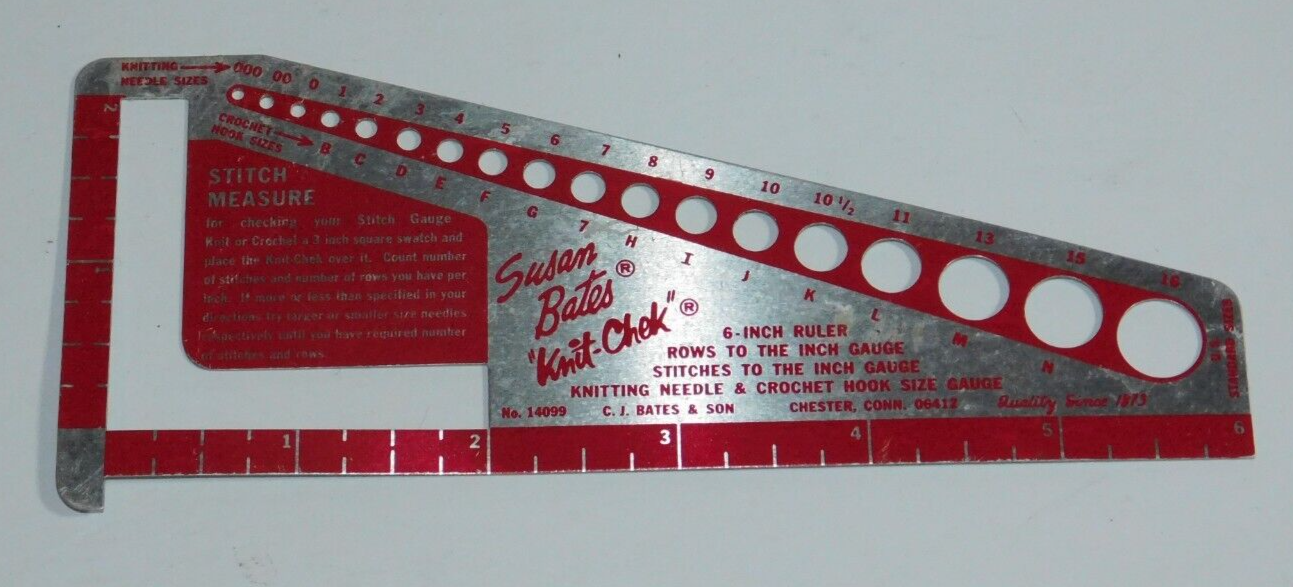 KNITTING
NEEDLE SIZES
000 00 0 1 2 3 4 5 6 7 8 9 10 10 1/2 11 13 15 16
CROCHET
HOOK SIZES
B C D E F G 7 H I J K L M N
STITCH
MEASURE
for checking your Stitch Gauge
Knit or Crochet a 3 inch square swatch and
place the Knit-Chek over it. Count number
of stitches and number of rows you have per
inch. If more or less than specified in your
directions try larger or smaller size needles
respectively until you have required number
of stitches and rows
Susan
Bates ®
"Knit-Chek" ®
6-INCH RULER
ROWS TO THE INCH GAUGE
STITCHES TO THE INCH GAUGE
KNITTING NEEDLE & CROCHET HOOK SIZE GAUGE
No. 14099 C. J. BATES & SON CHESTER, CONN. 06412 Quality Since 1873
STANDARD SIZES
2
1
1 2 3 4 5 6